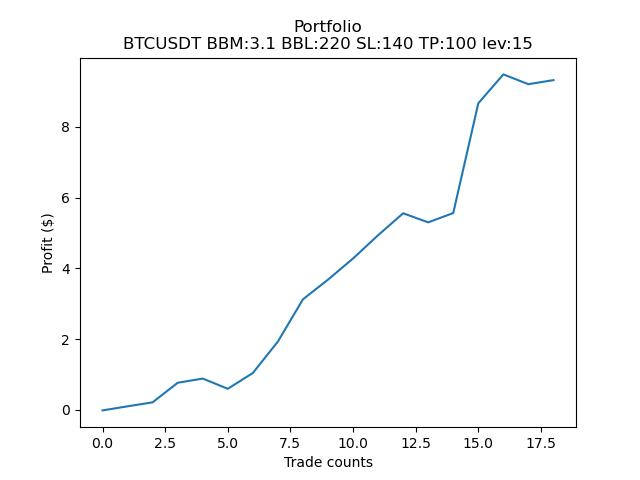 Portfolio
BTCUSDT BBM:3.1 BBL:220 SL:140 TP:100 lev:15
Profit ($)
8
6
4
2
0
0.0 2.5 5.0 7.5 10.0 12.5 15.0 17.5
Trade counts